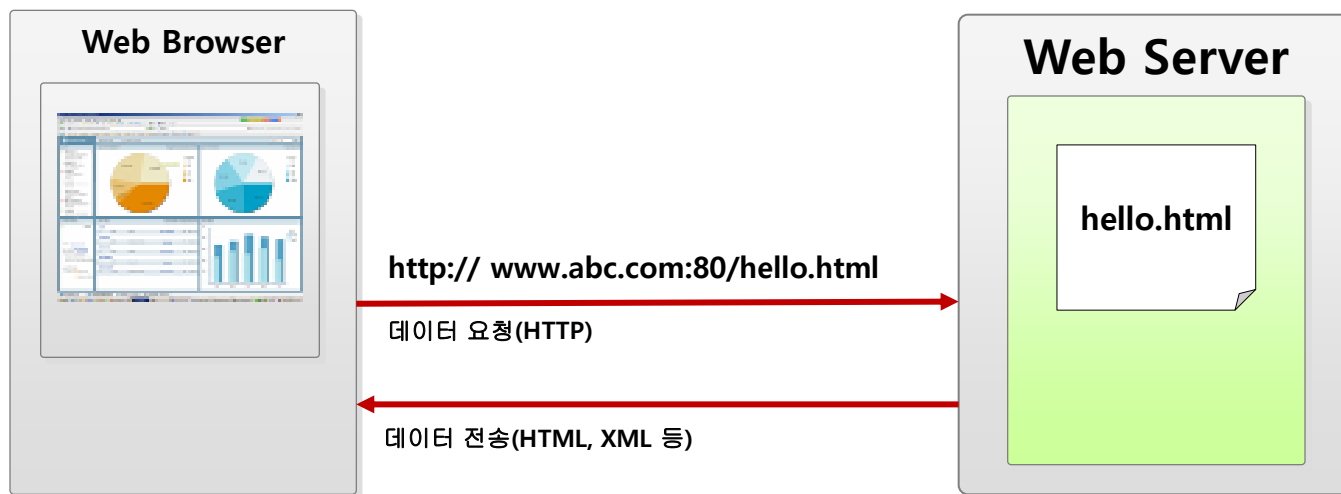 Web Browser
Web Server
hello.html
http:// www.abc.com:80/hello.html
데이터 요청(HTTP)
데이터 전송(HTML, XML 등)